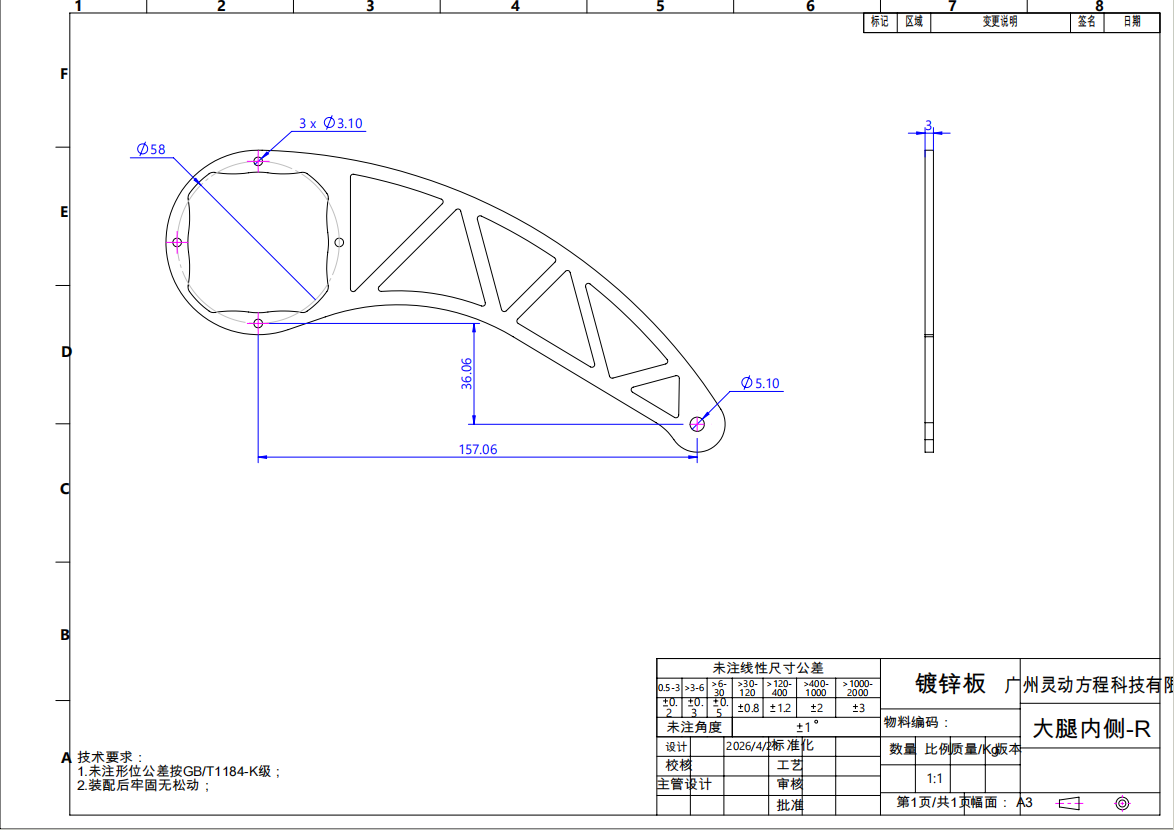 1 2 3 4 5 6 7 8
标记 区域 变更说明 签名 日期
F
E
D
C
B
A
3 x ∅3.10
∅58
3
36.06
∅5.10
157.06
技术要求：
1.未注形位公差按GB/T1184-K级；
2.装配后牢固无松动；
未注线性尺寸公差
0.5-3 >3-6 >6-30 >30-120 >120-400 >400-1000 >1000-2000
±0.2 ±0.3 ±0.5 ±0.8 ±1.2 ±2 ±3
未注角度 ±1°
设计 标准化
校核 工艺
主管设计 审核
批准
镀锌板
广州灵动方程科技有限
物料编码：
大腿内侧-R
数量 比例 质量/Kg 版本
1:1
第1页/共1页 幅面： A3